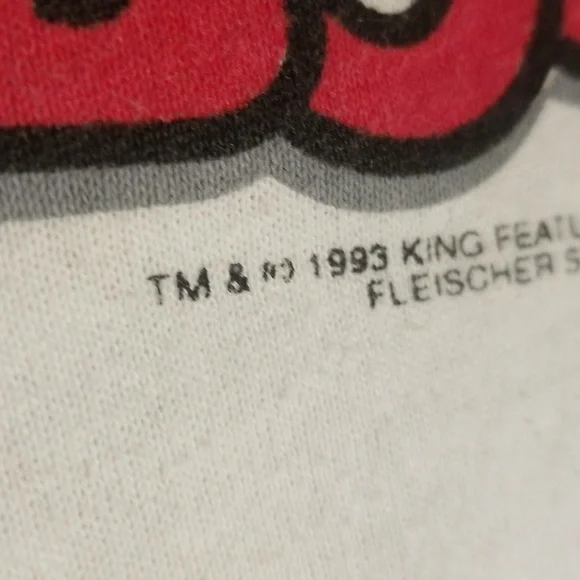 TM & © 1993 KING FEATU
FLEISCHER S